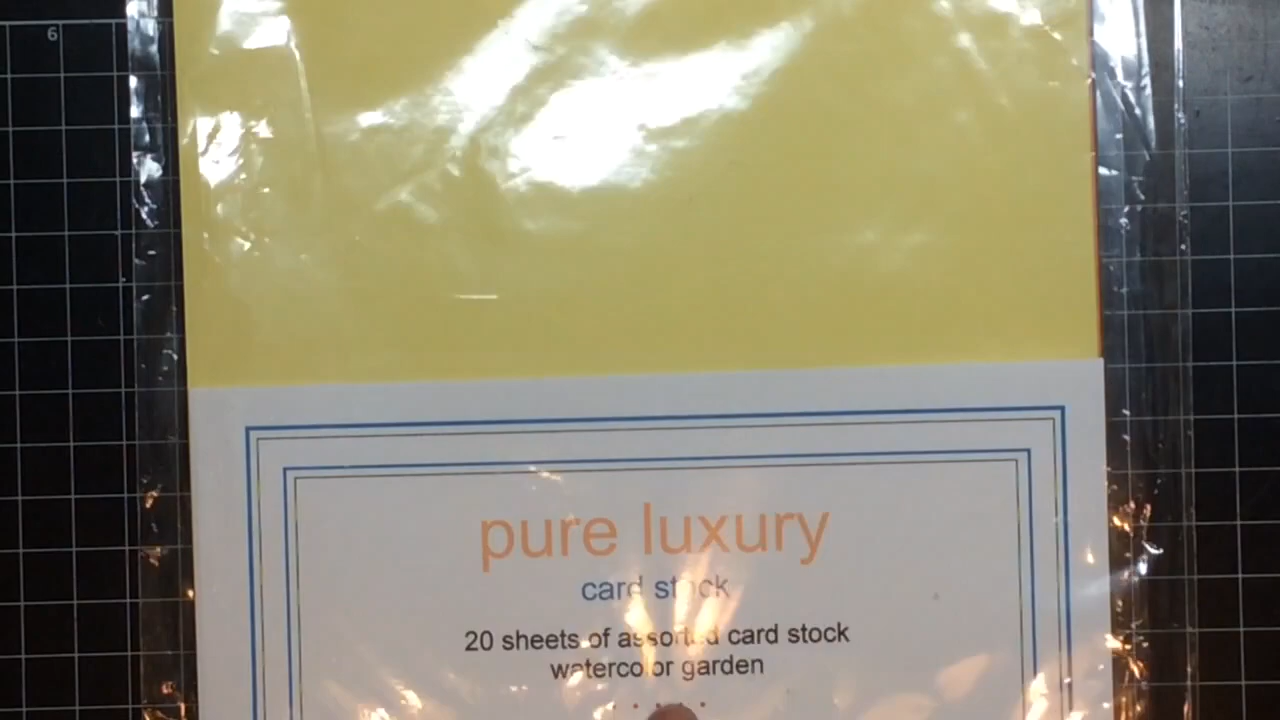 6
pure luxury
card stock
20 sheets of assorted card stock
watercolor garden